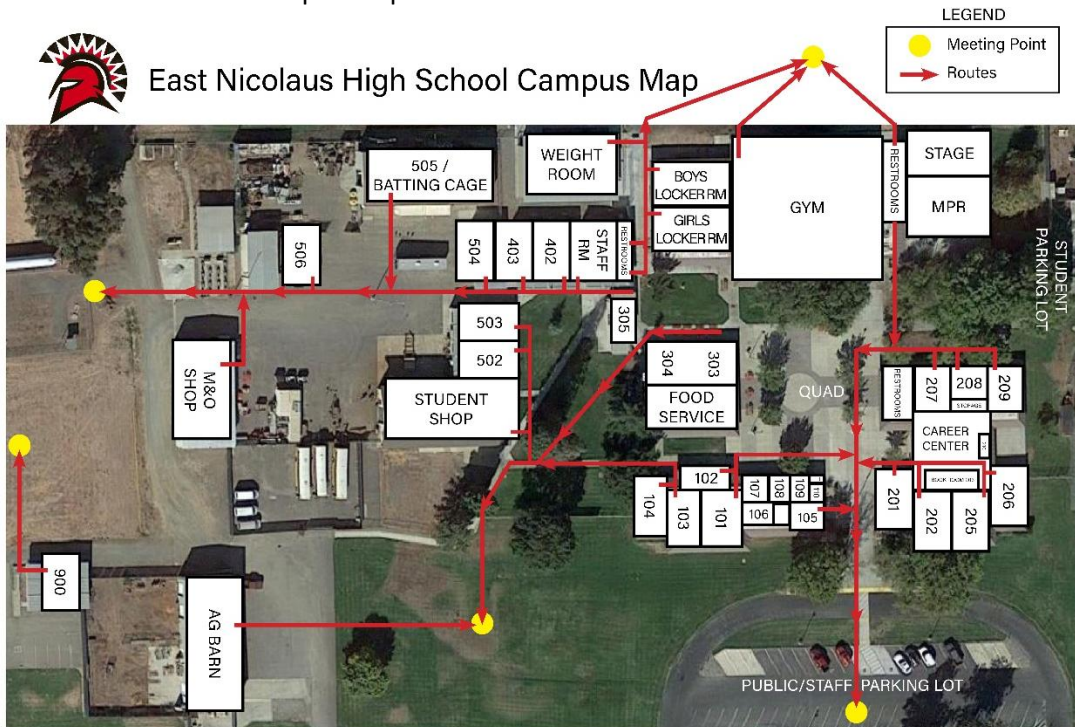 LEGEND
Meeting Point
Routes
East Nicolaus High School Campus Map
505 /
BATTING CAGE
WEIGHT
ROOM
BOYS
LOCKER RM
GIRLS
LOCKER RM
GYM
RESTROOMS
STAGE
MPR
STUDENT
PARKING LOT
506
504
403
402
STAFF
RM
RESTROOMS
305
503
502
STUDENT
SHOP
M&O
SHOP
304
303
FOOD
SERVICE
QUAD
RESTROOMS
207
208
STORAGE
209
CAREER
CENTER
104
103
102
101
107
108
109
110
106
105
201
202
205
206
900
AG BARN
PUBLIC/STAFF PARKING LOT